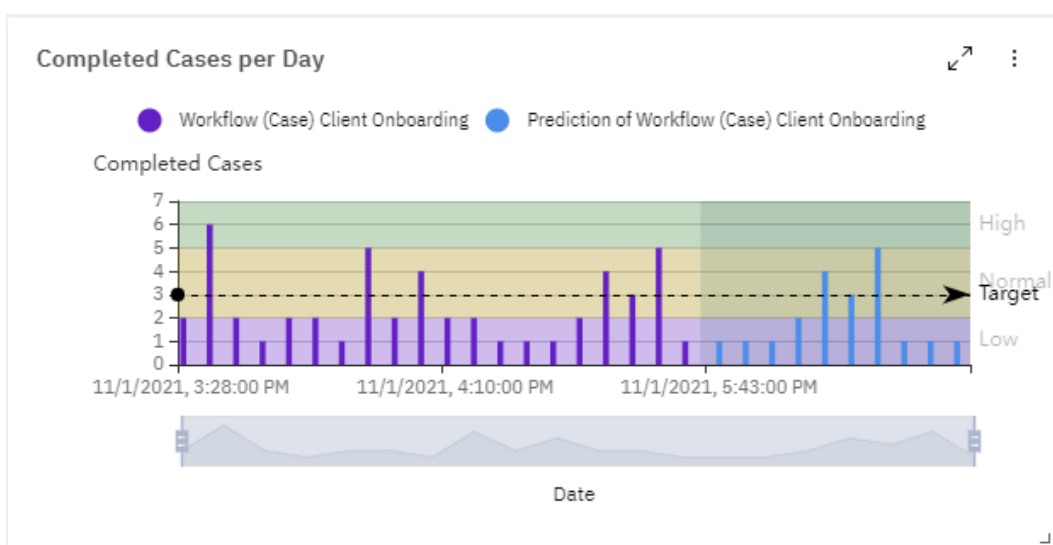 Completed Cases per Day
Workflow (Case) Client Onboarding
Prediction of Workflow (Case) Client Onboarding
Completed Cases
7
6
5
4
3
2
1
0
High
Normal
Target
Low
11/1/2021, 3:28:00 PM
11/1/2021, 4:10:00 PM
11/1/2021, 5:43:00 PM
Date